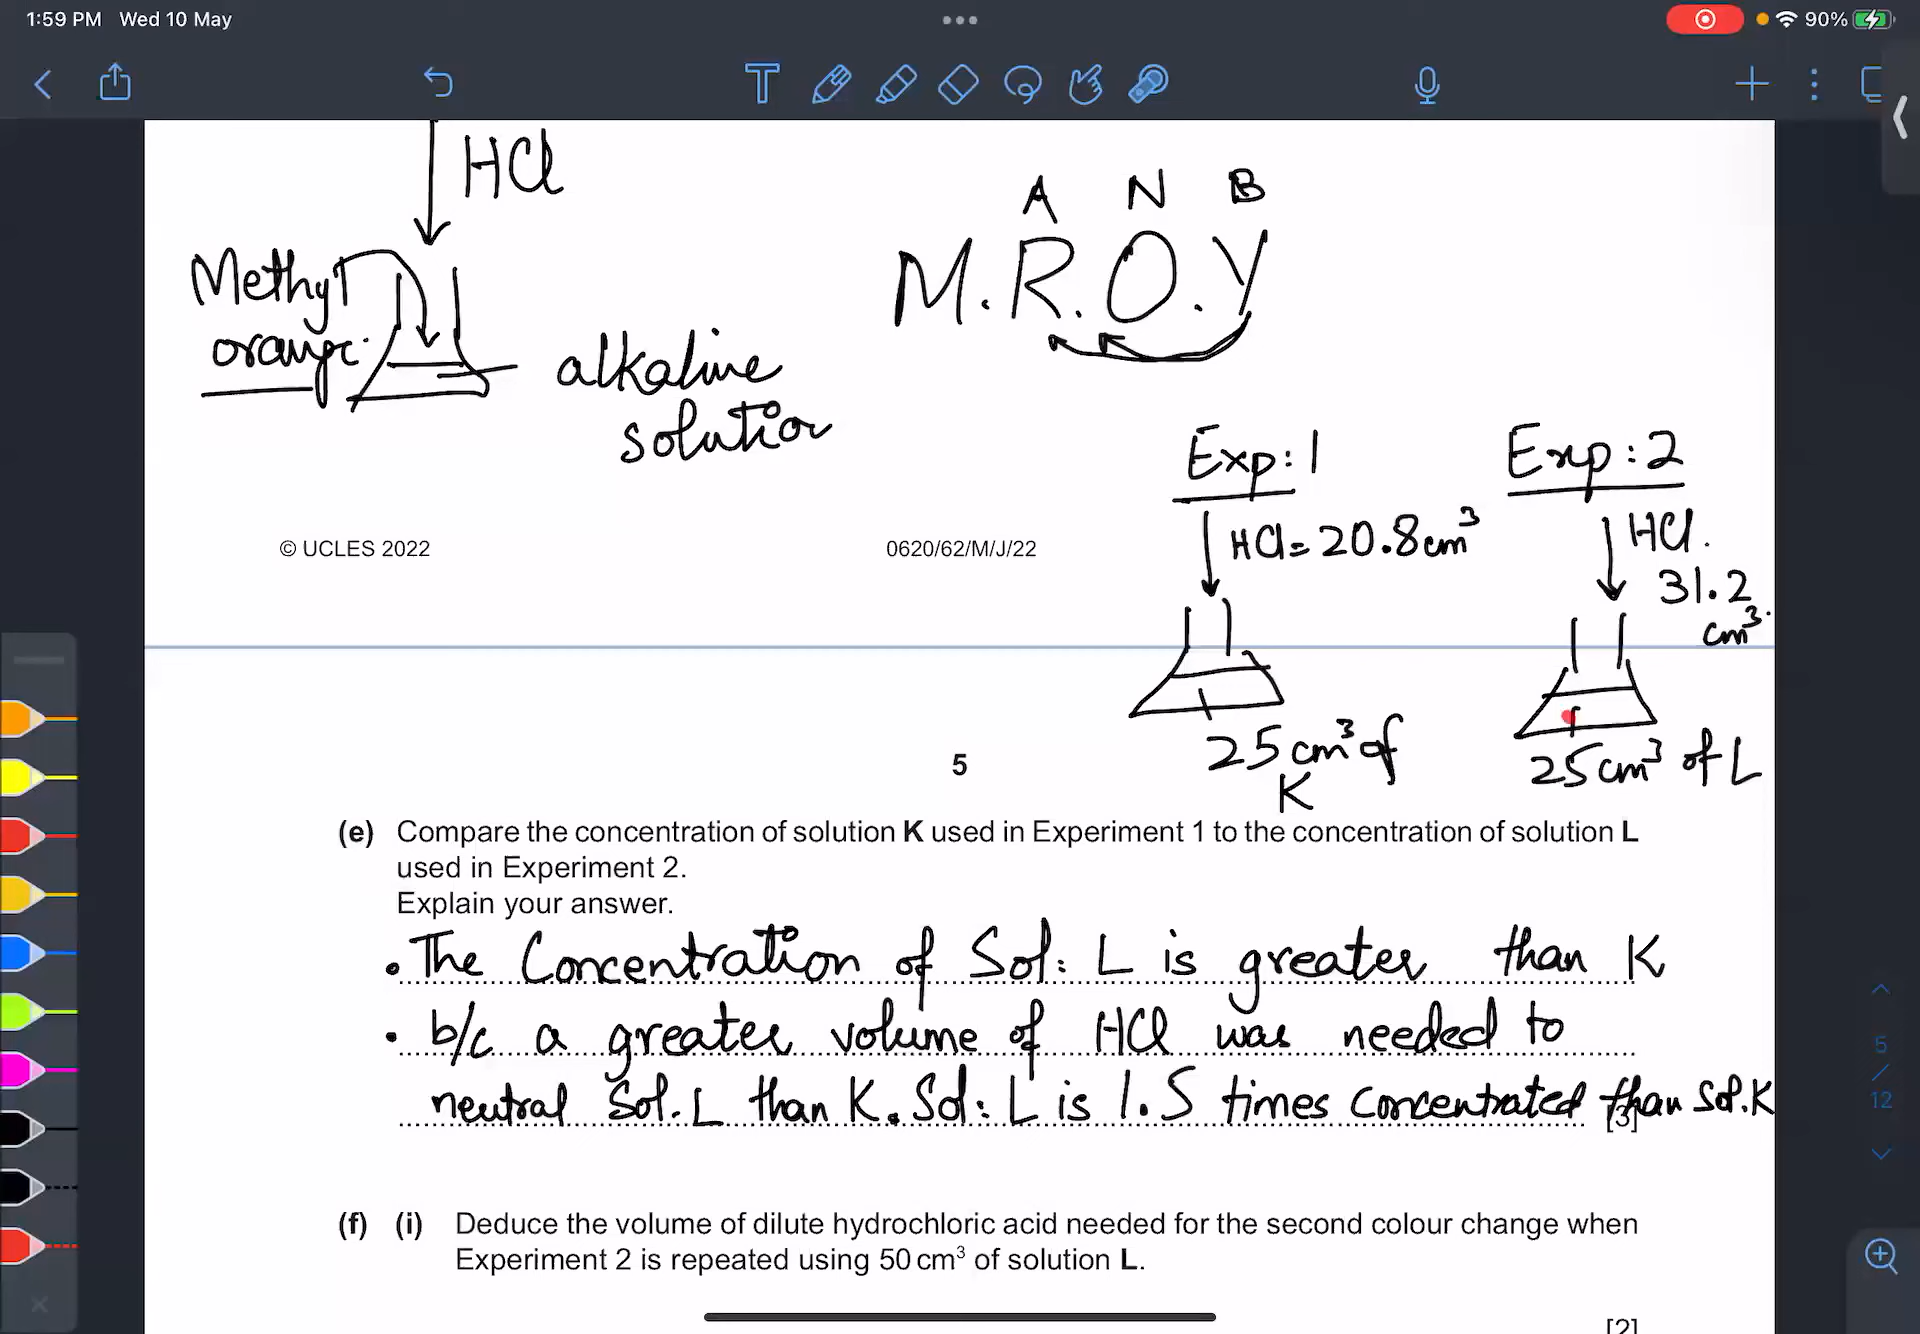 1:59 PM Wed 10 May
90%
HCl
A N B
M.R.O.Y
Methyl
orange.
alkaline
solution
Exp:1
Exp:2
HCl=20.8cm³
HCl.
31.2
cm³.
© UCLES 2022
0620/62/M/J/22
25cm³ of
K
25cm³ of L
5
(e) Compare the concentration of solution K used in Experiment 1 to the concentration of solution L
used in Experiment 2.
Explain your answer.
• The Concentration of Sol: L is greater than K
• b/c a greater volume of HCl was needed to
neutral Sol. L than K. Sol: L is 1.5 times concentrated than Sol.K
[3]
(f) (i) Deduce the volume of dilute hydrochloric acid needed for the second colour change when
Experiment 2 is repeated using 50 cm³ of solution L.
[2]
5
/
12